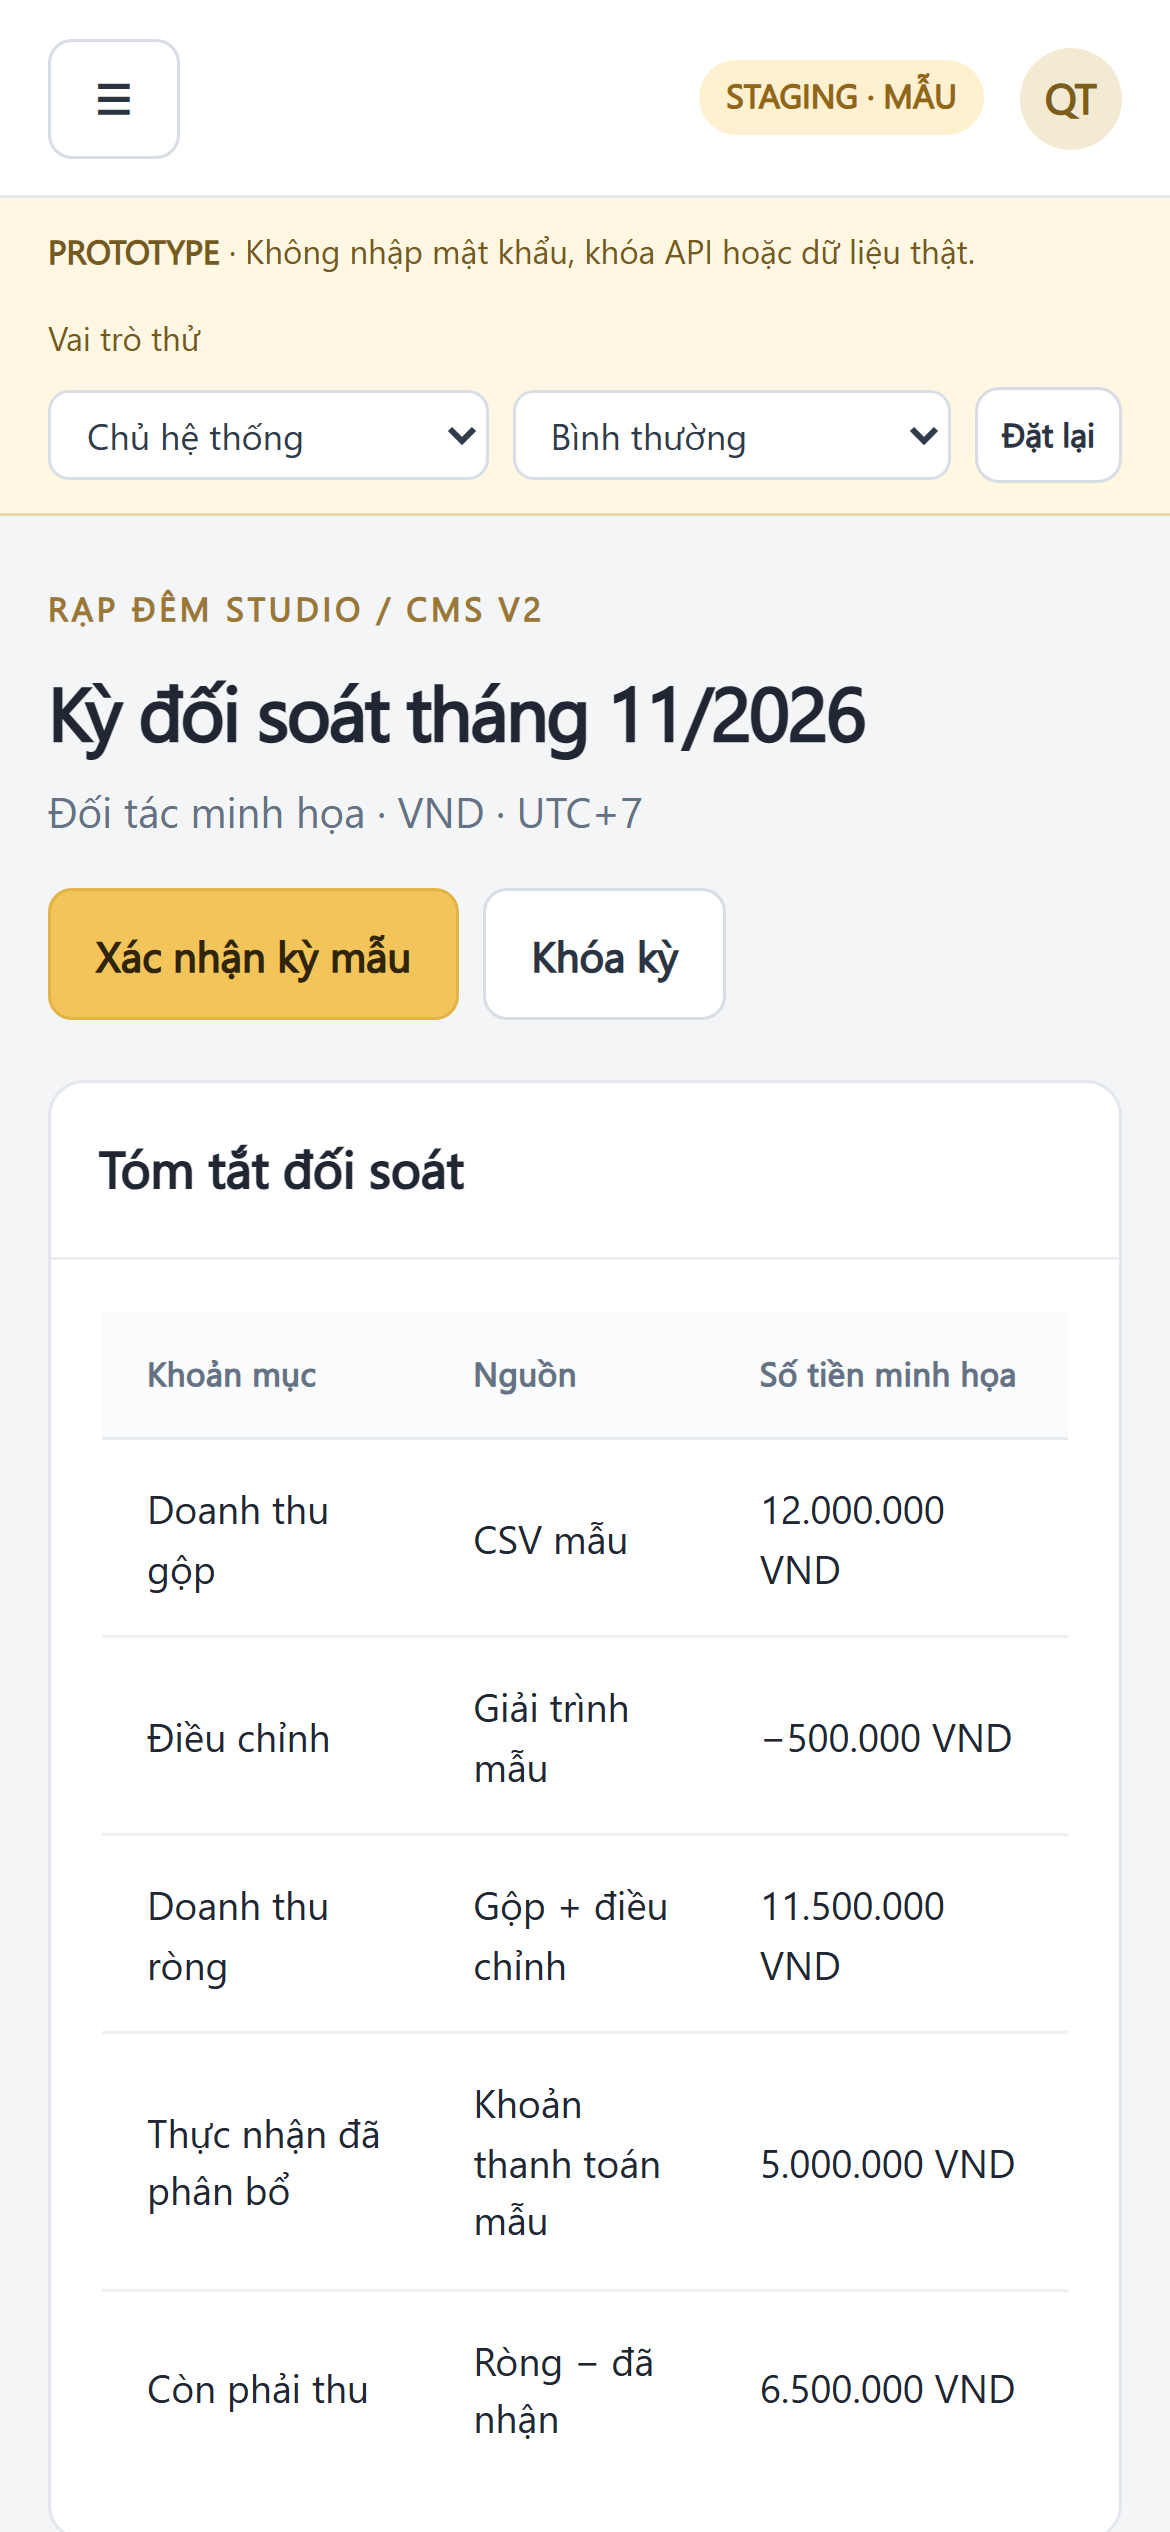 ☰
STAGING · MẪU
QT
PROTOTYPE · Không nhập mật khẩu, khóa API hoặc dữ liệu thật.
Vai trò thử
Chủ hệ thống
Bình thường
Đặt lại
RẠP ĐÊM STUDIO / CMS V2
Kỳ đối soát tháng 11/2026
Đối tác minh họa · VND · UTC+7
Xác nhận kỳ mẫu
Khóa kỳ
Tóm tắt đối soát
Khoản mục
Nguồn
Số tiền minh họa
Doanh thu
gộp
CSV mẫu
12.000.000
VND
Điều chỉnh
Giải trình
mẫu
−500.000 VND
Doanh thu
ròng
Gộp + điều
chỉnh
11.500.000
VND
Thực nhận đã
phân bổ
Khoản
thanh toán
mẫu
5.000.000 VND
Còn phải thu
Ròng − đã
nhận
6.500.000 VND